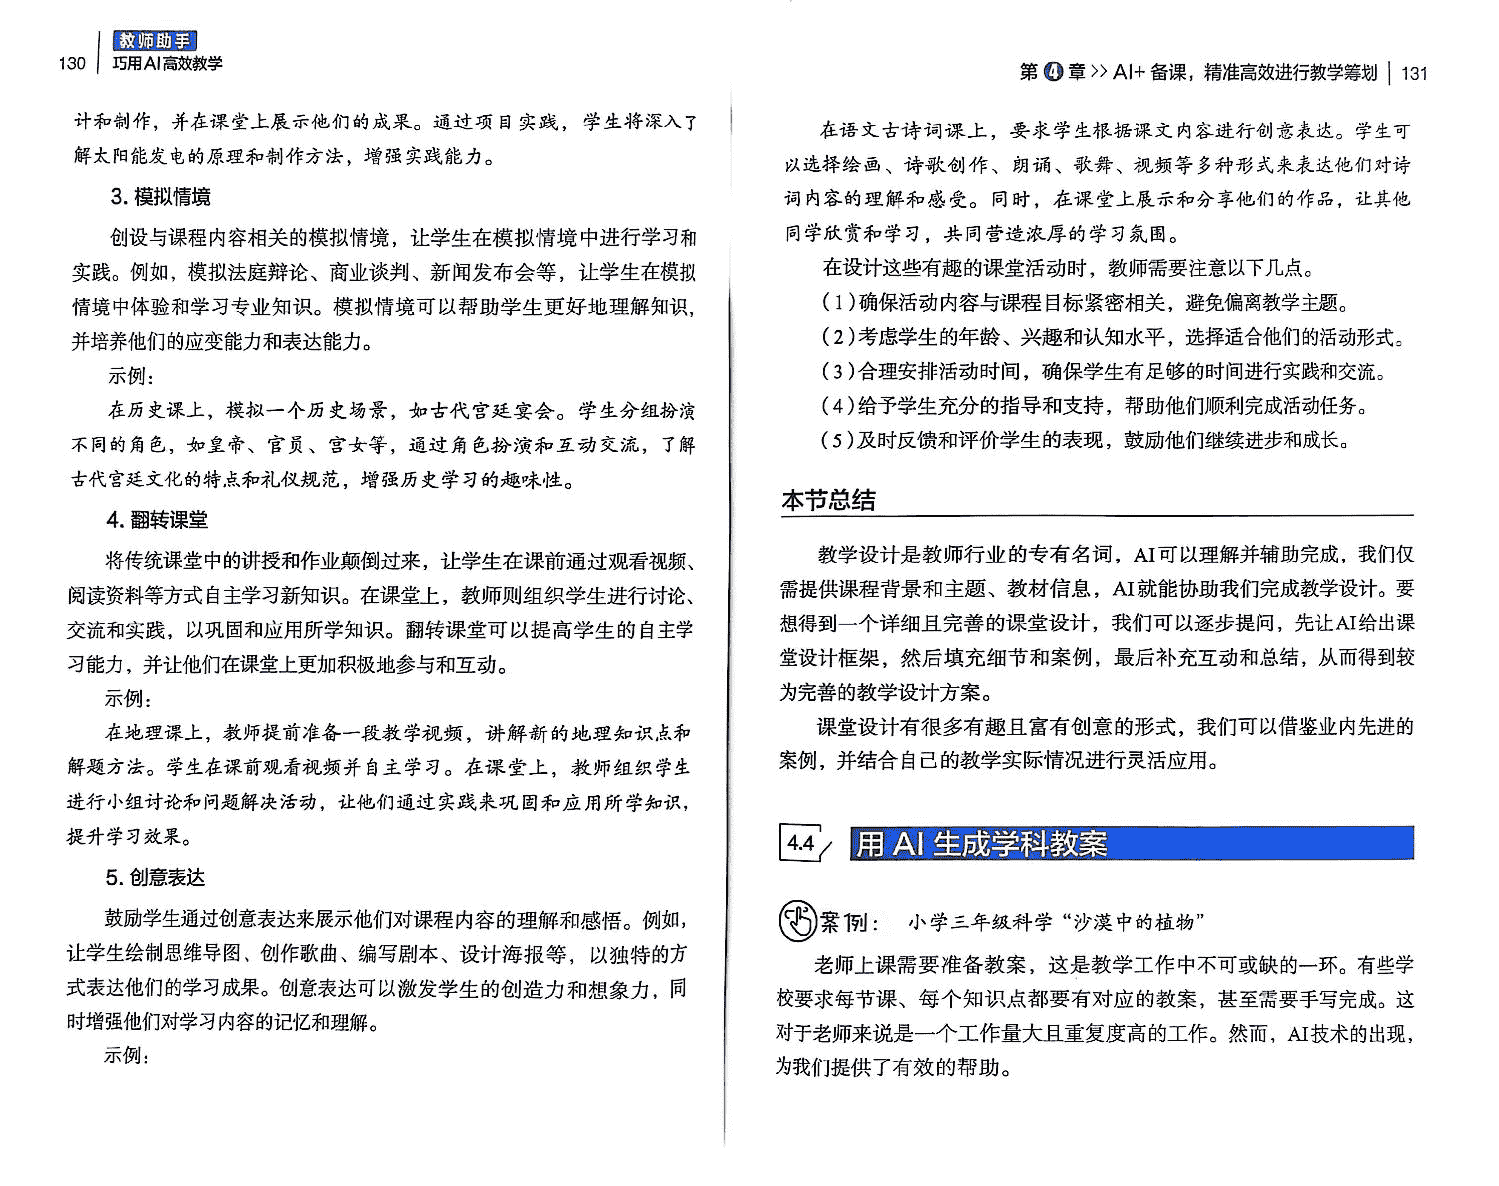 教师助手
130 巧用AI高效教学
计和制作，并在课堂上展示他们的成果。通过项目实践，学生将深入了
解太阳能发电的原理和制作方法，增强实践能力。
3. 模拟情境
创设与课程内容相关的模拟情境，让学生在模拟情境中进行学习和
实践。例如，模拟法庭辩论、商业谈判、新闻发布会等，让学生在模拟
情境中体验和学习专业知识。模拟情境可以帮助学生更好地理解知识，
并培养他们的应变能力和表达能力。
示例：
在历史课上，模拟一个历史场景，如古代宫廷宴会。学生分组扮演
不同的角色，如皇帝、官员、宫女等，通过角色扮演和互动交流，了解
古代宫廷文化的特点和礼仪规范，增强历史学习的趣味性。
4. 翻转课堂
将传统课堂中的讲授和作业颠倒过来，让学生在课前通过观看视频、
阅读资料等方式自主学习新知识。在课堂上，教师则组织学生进行讨论、
交流和实践，以巩固和应用所学知识。翻转课堂可以提高学生的自主学
习能力，并让他们在课堂上更加积极地参与和互动。
示例：
在地理课上，教师提前准备一段教学视频，讲解新的地理知识点和
解题方法。学生在课前观看视频并自主学习。在课堂上，教师组织学生
进行小组讨论和问题解决活动，让他们通过实践来巩固和应用所学知识，
提升学习效果。
5. 创意表达
鼓励学生通过创意表达来展示他们对课程内容的理解和感悟。例如，
让学生绘制思维导图、创作歌曲、编写剧本、设计海报等，以独特的方
式表达他们的学习成果。创意表达可以激发学生的创造力和想象力，同
时增强他们对学习内容的记忆和理解。
示例：
第4章 >> AI+ 备课，精准高效进行教学筹划 131
在语文古诗词课上，要求学生根据课文内容进行创意表达。学生可
以选择绘画、诗歌创作、朗诵、歌舞、视频等多种形式来表达他们对诗
词内容的理解和感受。同时，在课堂上展示和分享他们的作品，让其他
同学欣赏和学习，共同营造浓厚的学习氛围。
在设计这些有趣的课堂活动时，教师需要注意以下几点。
（1）确保活动内容与课程目标紧密相关，避免偏离教学主题。
（2）考虑学生的年龄、兴趣和认知水平，选择适合他们的活动形式。
（3）合理安排活动时间，确保学生有足够的时间进行实践和交流。
（4）给予学生充分的指导和支持，帮助他们顺利完成活动任务。
（5）及时反馈和评价学生的表现，鼓励他们继续进步和成长。
本节总结
教学设计是教师行业的专有名词，AI可以理解并辅助完成，我们仅
需提供课程背景和主题、教材信息，AI就能协助我们完成教学设计。要
想得到一个详细且完善的课堂设计，我们可以逐步提问，先让AI给出课
堂设计框架，然后填充细节和案例，最后补充互动和总结，从而得到较
为完善的教学设计方案。
课堂设计有很多有趣且富有创意的形式，我们可以借鉴业内先进的
案例，并结合自己的教学实际情况进行灵活应用。
4.4 用 AI 生成学科教案
案例： 小学三年级科学“沙漠中的植物”
老师上课需要准备教案，这是教学工作中不可或缺的一环。有些学
校要求每节课、每个知识点都要有对应的教案，甚至需要手写完成。这
对于老师来说是一个工作量大且重复度高的工作。然而，AI技术的出现，
为我们提供了有效的帮助。